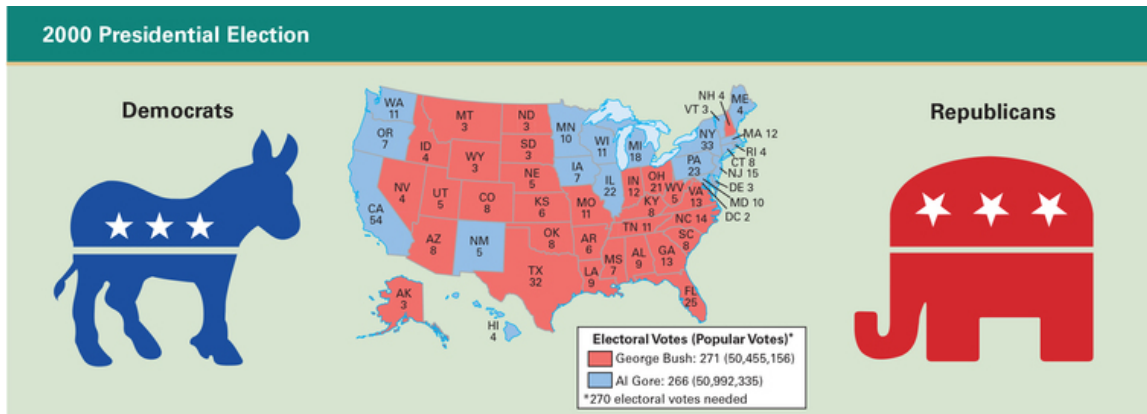 2000 Presidential Election
Democrats
Republicans
WA
11
OR
7
CA
54
NV
4
ID
4
MT
3
WY
3
UT
5
AZ
8
CO
8
NM
5
ND
3
SD
3
NE
5
KS
6
OK
8
TX
32
MN
10
IA
7
MO
11
AR
6
LA
9
WI
11
IL
22
MI
18
IN
12
OH
21
KY
8
TN 11
MS
7
AL
9
GA
13
FL
25
SC
8
NC 14
VA
13
WV
5
PA
23
NY
33
VT 3
NH 4
ME
4
MA 12
RI 4
CT 8
NJ 15
DE 3
MD 10
DC 2
AK
3
HI
4
Electoral Votes (Popular Votes)*
George Bush: 271 (50,455,156)
Al Gore: 266 (50,992,335)
*270 electoral votes needed